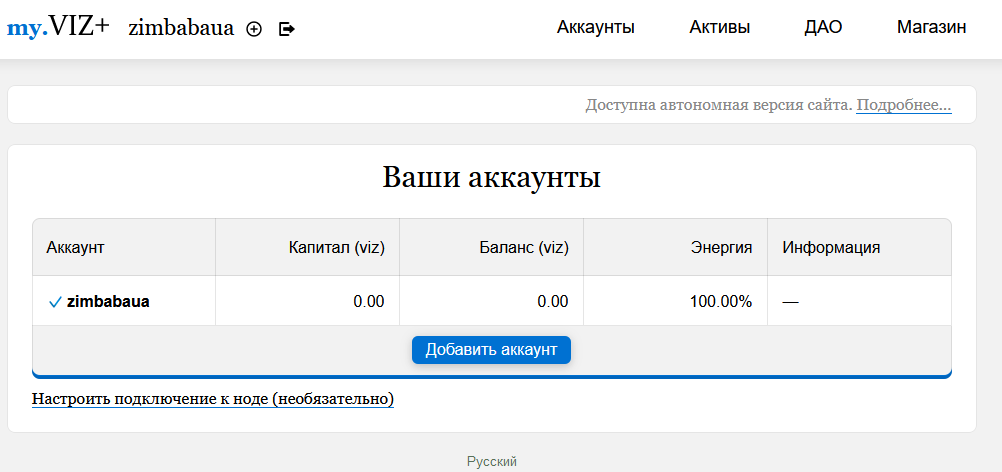 my.VIZ+ zimbabaua Аккаунты Активы ДАО Магазин
Доступна автономная версия сайта. Подробнее...
Ваши аккаунты
Аккаунт Капитал (viz) Баланс (viz) Энергия Информация
zimbabaua 0.00 0.00 100.00% —
Добавить аккаунт
Настроить подключение к ноде (необязательно)
Русский